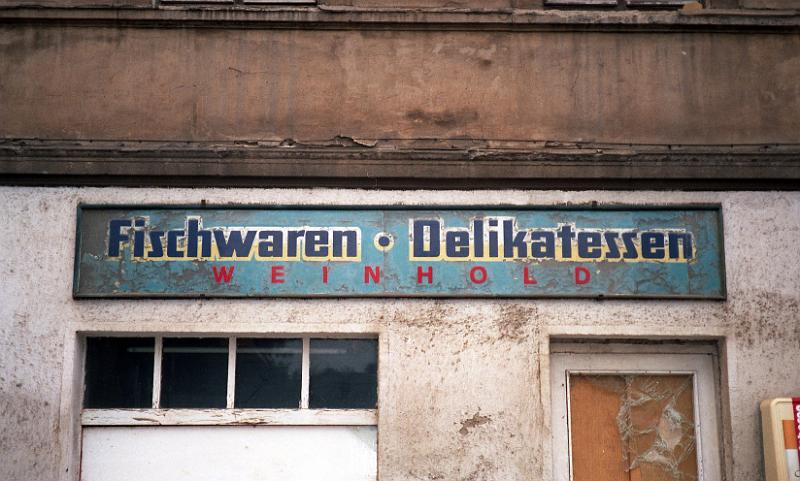 Fischwaren • Delikatessen
WEINHOLD